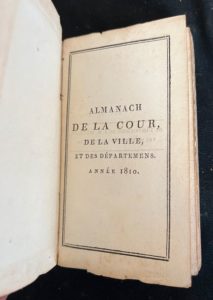 ALMANACH
DE LA COUR,
DE LA VILLE,
ET DES DÉPARTEMENS.
ANNÉE 1810.